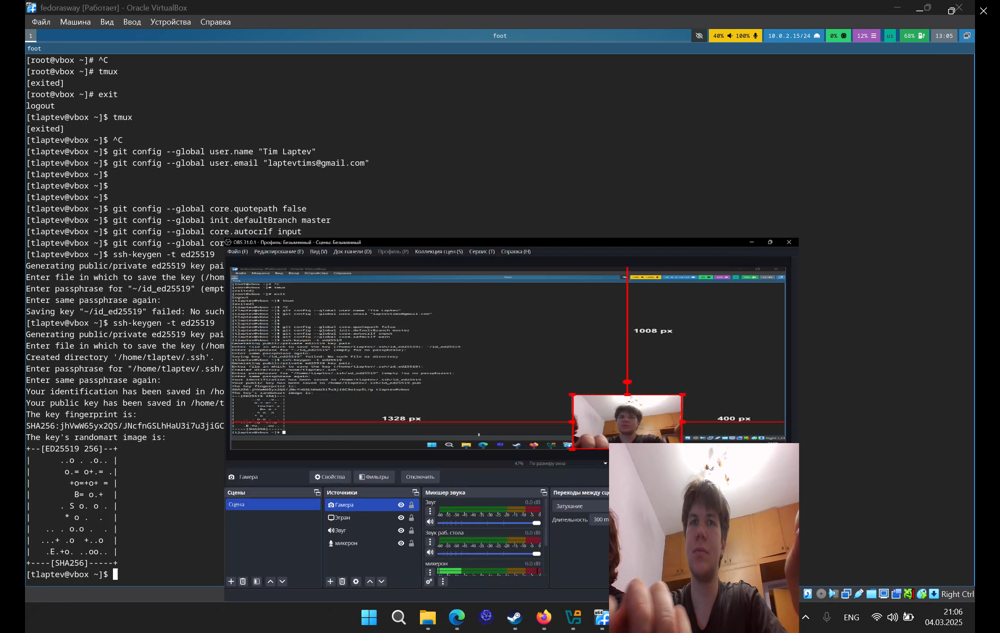 fedorasway [Работает] - Oracle VirtualBox
Файл Машина Вид Ввод Устройства Справка
1 foot 40% 100% 10.0.2.15/24 0% 12% us 68% 13:05
foot
[root@vbox ~]# ^C
[root@vbox ~]# tmux
[exited]
[root@vbox ~]# exit
logout
[tlaptev@vbox ~]$ tmux
[exited]
[tlaptev@vbox ~]$ ^C
[tlaptev@vbox ~]$ git config --global user.name "Tim Laptev"
[tlaptev@vbox ~]$ git config --global user.email "laptevtims@gmail.com"
[tlaptev@vbox ~]$
[tlaptev@vbox ~]$
[tlaptev@vbox ~]$
[tlaptev@vbox ~]$ git config --global core.quotepath false
[tlaptev@vbox ~]$ git config --global init.defaultBranch master
[tlaptev@vbox ~]$ git config --global core.autocrlf input
[tlaptev@vbox ~]$ git config --global cor
[tlaptev@vbox ~]$ ssh-keygen -t ed25519
Generating public/private ed25519 key pai
Enter file in which to save the key (/hom
Enter passphrase for "~/id_ed25519" (empt
Enter same passphrase again:
Saving key "~/id_ed25519" failed: No such
[tlaptev@vbox ~]$ ssh-keygen -t ed25519
Generating public/private ed25519 key pai
Enter file in which to save the key (/hom
Created directory '/home/tlaptev/.ssh'.
Enter passphrase for "/home/tlaptev/.ssh/
Enter same passphrase again:
Your identification has been saved in /ho
Your public key has been saved in /home/t
The key fingerprint is:
SHA256:jhVwW65yx2QS/JNcfnGSLhHaU3i7u3jiGC
The key's randomart image is:
+--[ED25519 256]--+
|      ..o . .o.. |
|       o.= o+.= .|
|        +o=+o+ = |
|         B= o.+  |
|      . S o. o . |
|       * o .  .  |
|   .. . o.o .  . |
|  ...+ .o  +..o  |
|   .E.+o. ..oo.. |
+----[SHA256]-----+
[tlaptev@vbox ~]$
OBS 31.0.1 - Профиль: Безымянный - Сцены: Безымянный
Файл (F) Редактирование (E) Вид (V) Док-панели (D) Профиль (P) Коллекция сцен (S) Сервис (T) Справка (H)
1008 px
1328 px
400 px
47% По размеру окна
Гамера Свойства Фильтры Отключить
Сцены Источники Микшер звука Переходы между сц
Сцена
Гамера
Экран
Звук
микерон
Звук 0.0 dB
-60 -55 -50 -45 -40 -35 -30 -25 -20 -15 -10 -5 0
Звук раб. стола 0.0 dB
-60 -55 -50 -45 -40 -35 -30 -25 -20 -15 -10 -5 0
микерон 0.0 dB
Затухание
Длительность 300 m
Right Ctrl
x64
ENG
21:06
04.03.2025